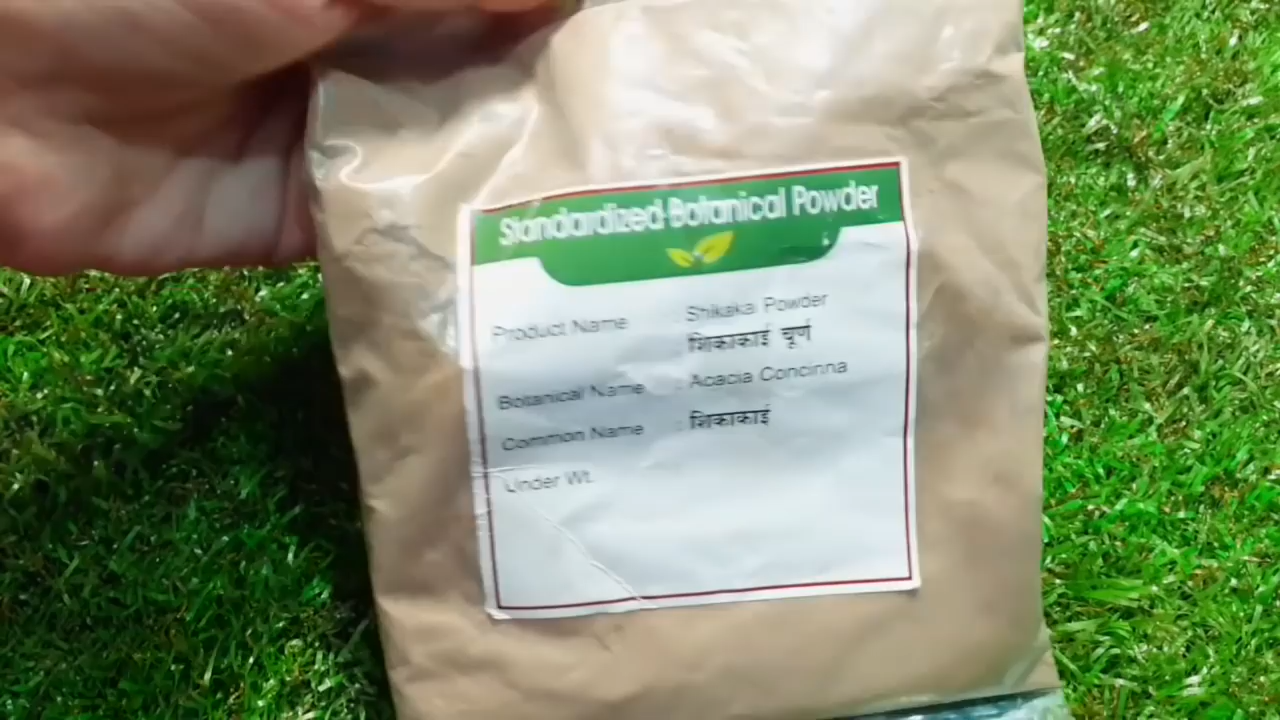 Standardized Botanical Powder
Product Name : Shikakai Powder
शिकाकाई चूर्ण
Botanical Name : Acacia Concinna
Common Name : शिकाकाई
Under Wt.